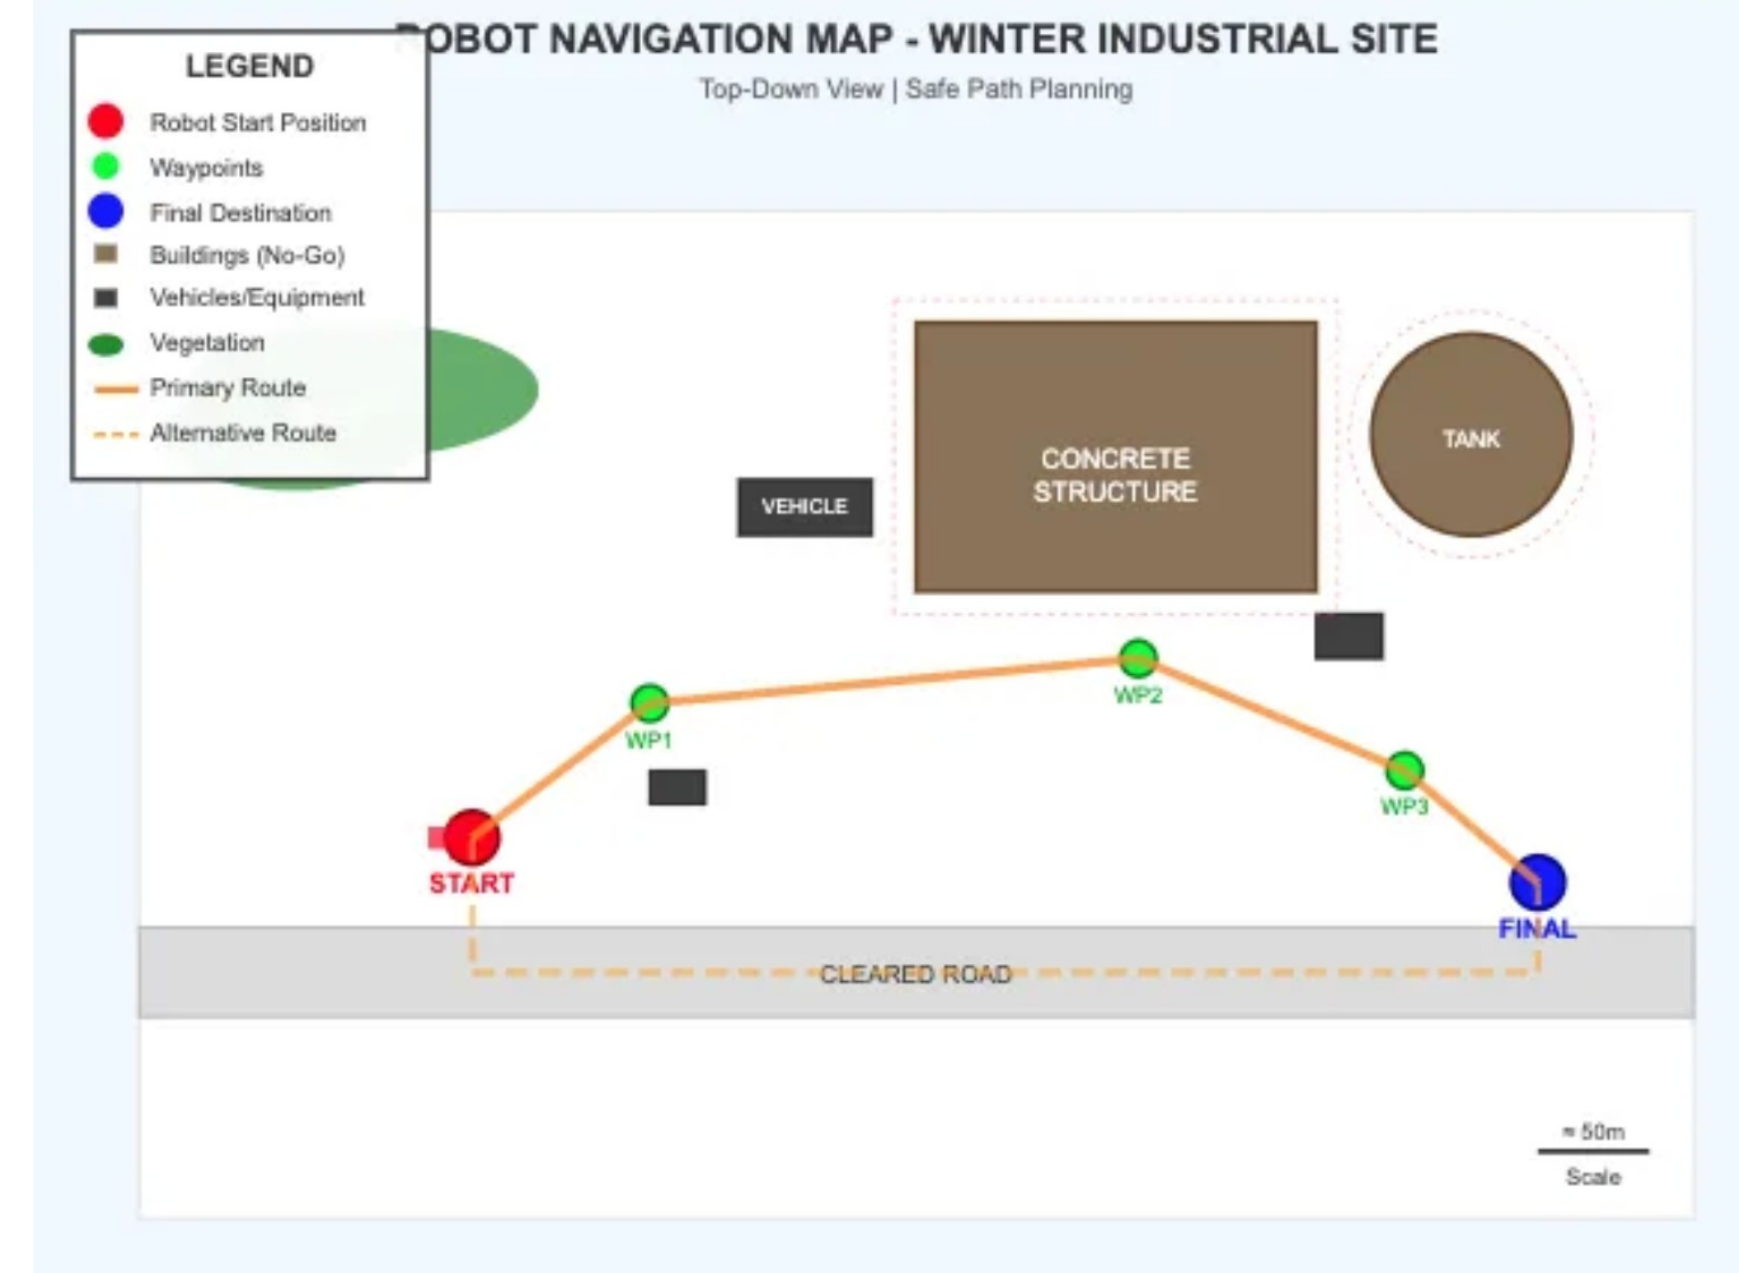 ROBOT NAVIGATION MAP - WINTER INDUSTRIAL SITE
Top-Down View | Safe Path Planning
LEGEND
Robot Start Position
Waypoints
Final Destination
Buildings (No-Go)
Vehicles/Equipment
Vegetation
Primary Route
Alternative Route
CONCRETE
STRUCTURE
TANK
VEHICLE
WP2
WP1
WP3
START
FINAL
CLEARED ROAD
≈ 50m
Scale